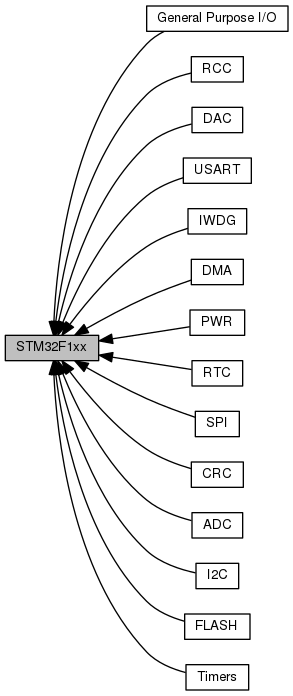 General Purpose I/O
RCC
DAC
USART
IWDG
DMA
PWR
STM32F1xx
RTC
SPI
CRC
ADC
I2C
FLASH
Timers